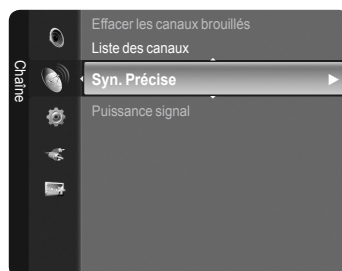 Chaîne
Effacer les canaux brouillés
Liste des canaux
Syn. Précise
Puissance signal